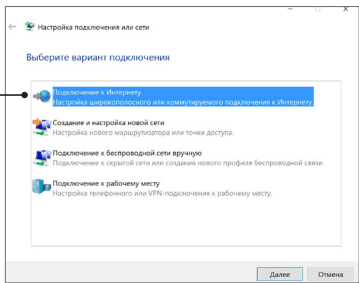 Настройка подключения или сети
Выберите вариант подключения
Подключение к Интернету
Настройка широкополосного или коммутируемого подключения к Интернету.
Создание и настройка новой сети
Настройка нового маршрутизатора или точки доступа.
Подключение к беспроводной сети вручную
Подключение к скрытой сети или создание нового профиля беспроводной связи.
Подключение к рабочему месту
Настройка телефонного или VPN-подключения к рабочему месту.
Далее Отмена